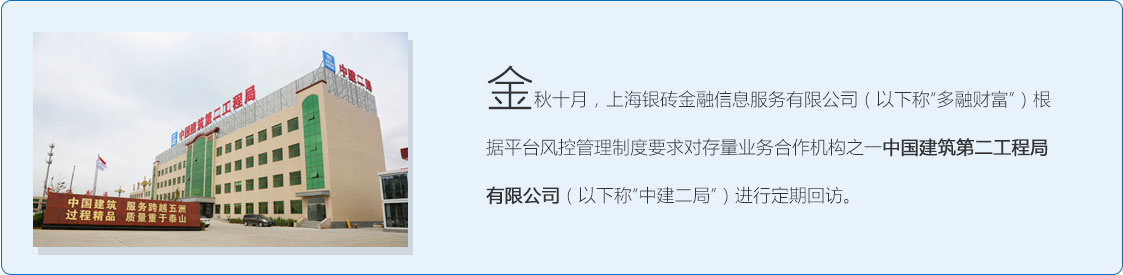 中国建筑第二工程局
中建二局
中国建筑 服务跨越五洲
过程精品 质量重于泰山
金秋十月，上海银砖金融信息服务有限公司（以下称“多融财富”）根
据平台风控管理制度要求对存量业务合作机构之一中国建筑第二工程局
有限公司（以下称“中建二局”）进行定期回访。